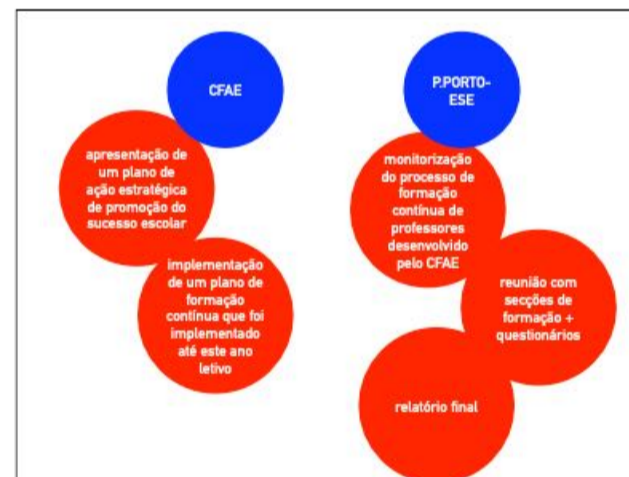 CFAE
apresentação de
um plano de
ação estratégica
de promoção do
sucesso escolar
implementação
de um plano de
formação
contínua que foi
implementado
até este ano
letivo
P.PORTO-
ESE
monitorização
do processo de
formação
contínua de
professores
desenvolvido
pelo CFAE
reunião com
secções de
formação +
questionários
relatório final